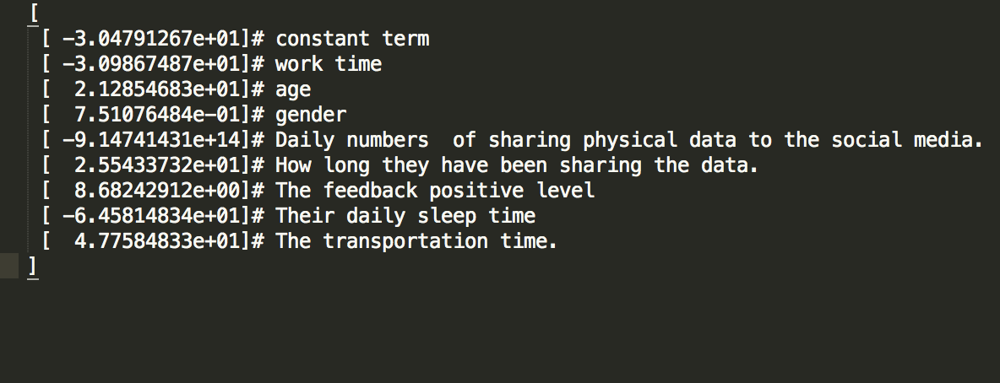 [
[ -3.04791267e+01]# constant term
[ -3.09867487e+01]# work time
[  2.12854683e+01]# age
[  7.51076484e-01]# gender
[ -9.14741431e+14]# Daily numbers  of sharing physical data to the social media.
[  2.55433732e+01]# How long they have been sharing the data.
[  8.68242912e+00]# The feedback positive level
[ -6.45814834e+01]# Their daily sleep time
[  4.77584833e+01]# The transportation time.
]